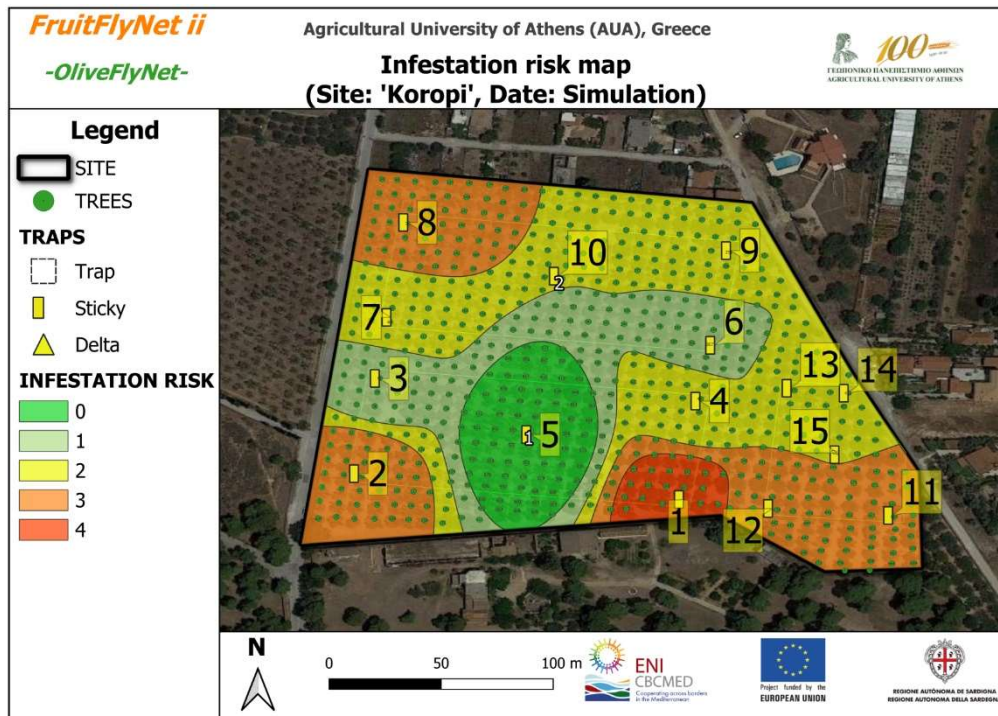 FruitFlyNet ii
-OliveFlyNet-
Agricultural University of Athens (AUA), Greece
Infestation risk map
(Site: 'Koropi', Date: Simulation)
100
ΓΕΩΠΟΝΙΚΟ ΠΑΝΕΠΙΣΤΗΜΙΟ ΑΘΗΝΩΝ
AGRICULTURAL UNIVERSITY OF ATHENS
Legend
SITE
TREES
TRAPS
Trap
Sticky
Delta
INFESTATION RISK
0
1
2
3
4
8
10
2
9
7
6
3
13
14
4
5
1
15
2
11
1
12
N
0
50
100 m
ENI
CBCMED
Cooperating across borders
in the Mediterranean
Project funded by the
EUROPEAN UNION
REGIONE AUTÒNOMA DE SARDIGNA
REGIONE AUTONOMA DELLA SARDEGNA